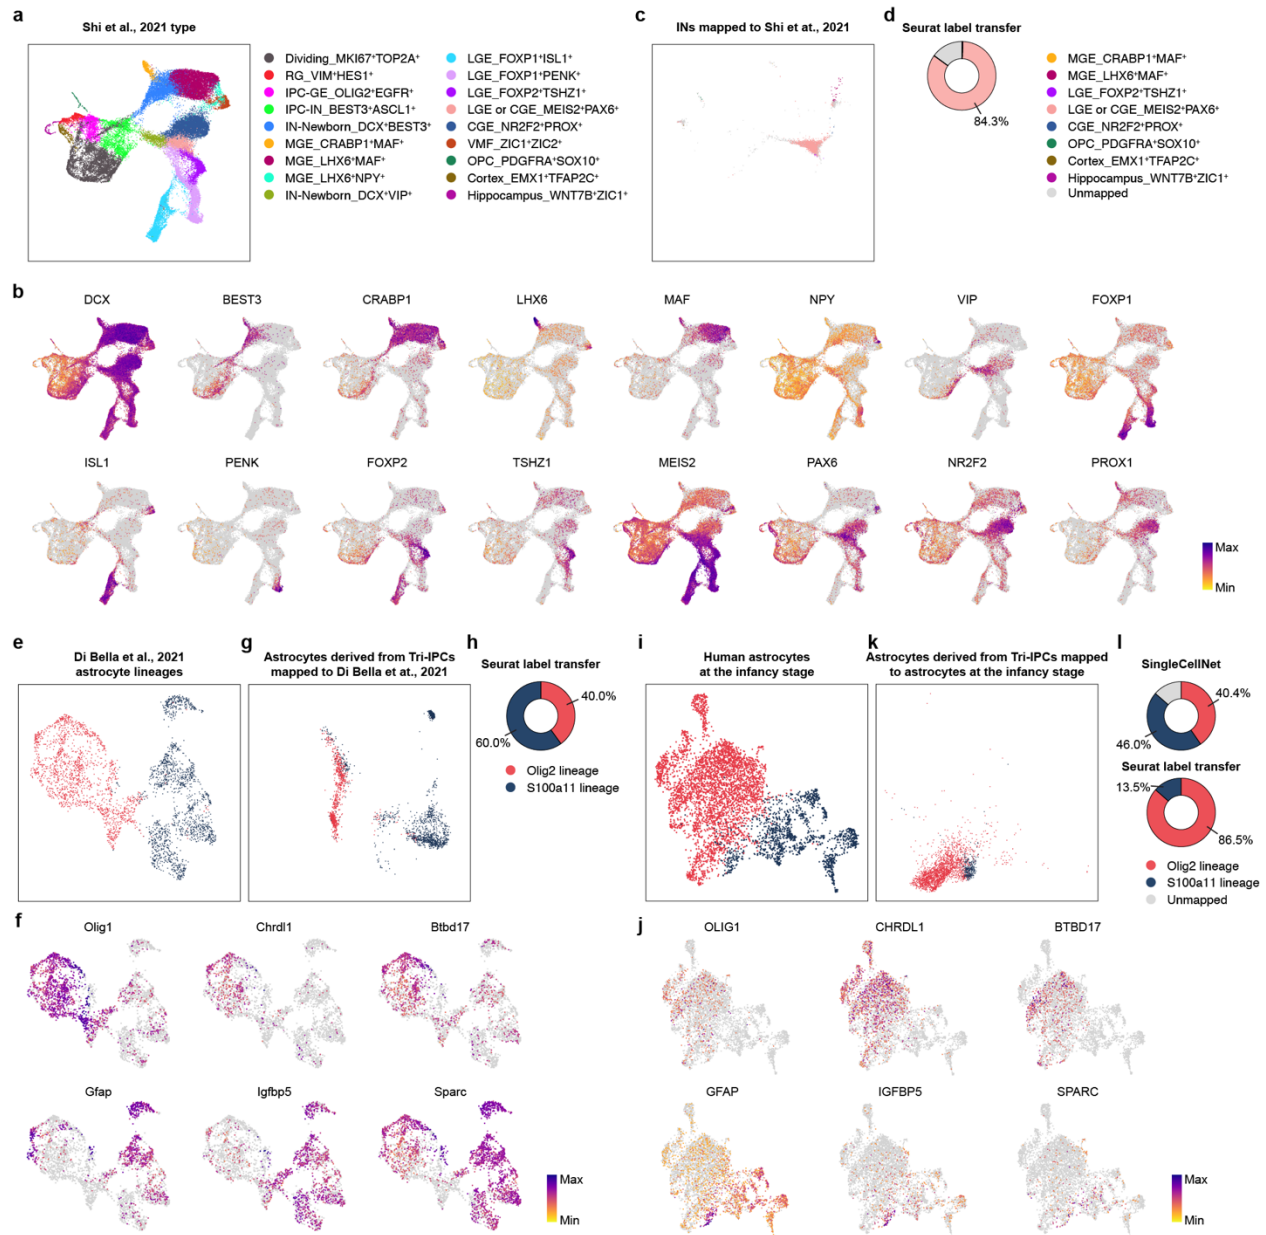 a
Shi et al., 2021 type
Dividing_MKI67⁺TOP2A⁺
RG_VIM⁺HES1⁺
IPC-GE_OLIG2⁺EGFR⁺
IPC-IN_BEST3⁺ASCL1⁺
IN-Newborn_DCX⁺BEST3⁺
MGE_CRABP1⁺MAF⁺
MGE_LHX6⁺MAF⁺
MGE_LHX6⁺NPY⁺
IN-Newborn_DCX⁺VIP⁺
LGE_FOXP1⁺ISL1⁺
LGE_FOXP1⁺PENK⁺
LGE_FOXP2⁺TSHZ1⁺
LGE or CGE_MEIS2⁺PAX6⁺
CGE_NR2F2⁺PROX⁺
VMF_ZIC1⁺ZIC2⁺
OPC_PDGFRA⁺SOX10⁺
Cortex_EMX1⁺TFAP2C⁺
Hippocampus_WNT7B⁺ZIC1⁺
c
INs mapped to Shi et at., 2021
d
Seurat label transfer
84.3%
MGE_CRABP1⁺MAF⁺
MGE_LHX6⁺MAF⁺
LGE_FOXP2⁺TSHZ1⁺
LGE or CGE_MEIS2⁺PAX6⁺
CGE_NR2F2⁺PROX⁺
OPC_PDGFRA⁺SOX10⁺
Cortex_EMX1⁺TFAP2C⁺
Hippocampus_WNT7B⁺ZIC1⁺
Unmapped
b
DCX BEST3 CRABP1 LHX6 MAF NPY VIP FOXP1
ISL1 PENK FOXP2 TSHZ1 MEIS2 PAX6 NR2F2 PROX1
Max
Min
e
Di Bella et al., 2021
astrocyte lineages
g
Astrocytes derived from Tri-IPCs
mapped to Di Bella et at., 2021
h
Seurat label transfer
40.0%
60.0%
Olig2 lineage
S100a11 lineage
i
Human astrocytes
at the infancy stage
k
Astrocytes derived from Tri-IPCs mapped
to astrocytes at the infancy stage
l
SingleCellNet
40.4%
46.0%
Seurat label transfer
13.5%
86.5%
Olig2 lineage
S100a11 lineage
Unmapped
f
Olig1 Chrdl1 Btbd17
Gfap Igfbp5 Sparc
Max
Min
j
OLIG1 CHRDL1 BTBD17
GFAP IGFBP5 SPARC
Max
Min